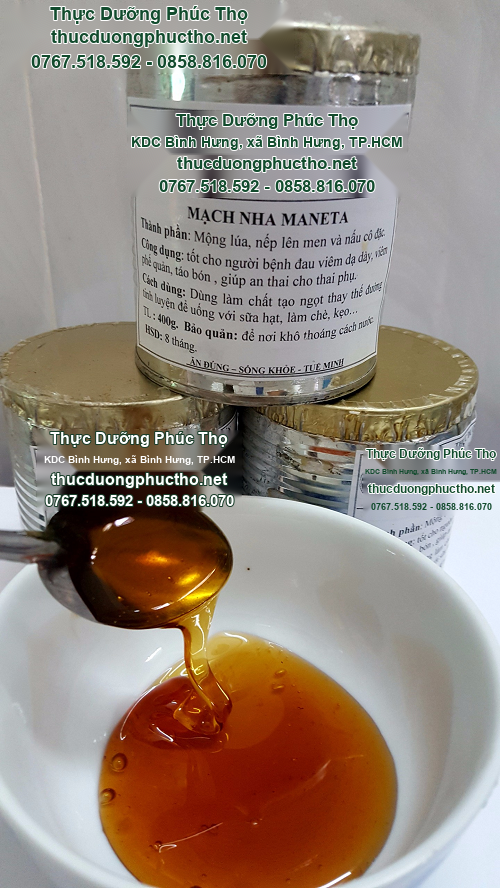 Thực Dưỡng Phúc Thọ
thucduongphuctho.net
0767.518.592 - 0858.816.070
Thực Dưỡng Phúc Thọ
KDC Bình Hưng, xã Bình Hưng, TP.HCM
thucduongphuctho.net
0767.518.592 - 0858.816.070
MẠCH NHA MANETA
Thành phần: Mộng lúa, nếp lên men và nấu cô đặc.
Công dụng: tốt cho người bệnh đau viêm dạ dầy, viêm
phế quản, táo bón , giúp an thai cho thai phụ.
Cách dùng: Dùng làm chất tạo ngọt thay thế đường
tinh luyện để uống với sữa hạt, làm chè, kẹo...
TL : 400g. Bảo quản: để nơi khô thoáng cách nước.
HSD: 8 tháng.
ĂN ĐÚNG – SỐNG KHỎE - TUỆ MINH
Thực Dưỡng Phúc Thọ
KDC Bình Hưng, xã Bình Hưng, TP.HCM
thucduongphuctho.net
0767.518.592 - 0858.816.070
Thực Dưỡng Phúc Thọ
KDC Bình Hưng, xã Bình Hưng, TP.HCM
thucduongphuctho.net
0767.518.592 - 0858.816.070
phần: Mộng